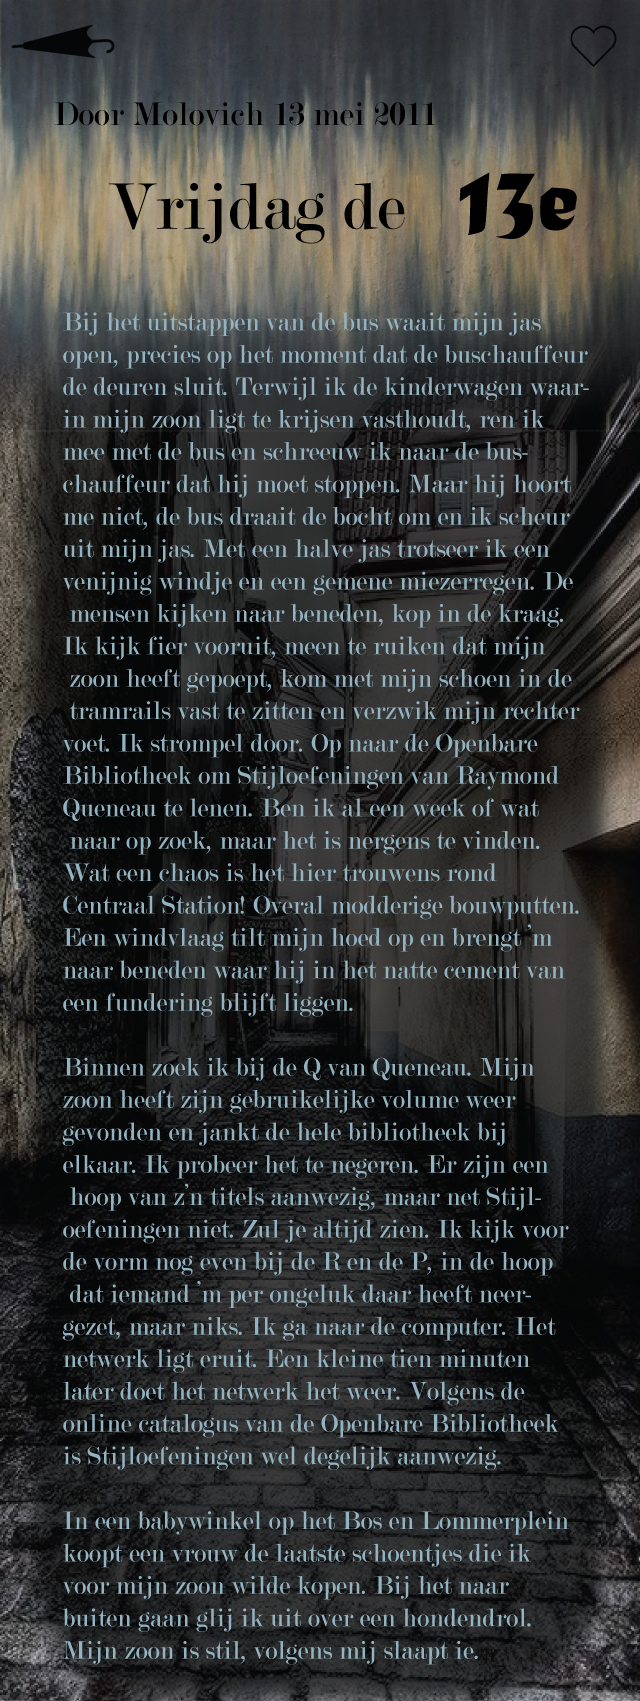 Door Molovich 13 mei 2011
Vrijdag de 13e
Bij het uitstappen van de bus waait mijn jas
open, precies op het moment dat de buschauffeur
de deuren sluit. Terwijl ik de kinderwagen waar-
in mijn zoon ligt te krijsen vasthoudt, ren ik
mee met de bus en schreeuw ik naar de bus-
chauffeur dat hij moet stoppen. Maar hij hoort
me niet, de bus draait de bocht om en ik scheur
uit mijn jas. Met een halve jas trotseer ik een
venijnig windje en een gemene miezerregen. De
mensen kijken naar beneden, kop in de kraag.
Ik kijk fier vooruit, meen te ruiken dat mijn
zoon heeft gepoept, kom met mijn schoen in de
tramrails vast te zitten en verzwik mijn rechter
voet. Ik strompel door. Op naar de Openbare
Bibliotheek om Stijloefeningen van Raymond
Queneau te lenen. Ben ik al een week of wat
naar op zoek, maar het is nergens te vinden.
Wat een chaos is het hier trouwens rond
Centraal Station! Overal modderige bouwputten.
Een windvlaag tilt mijn hoed op en brengt 'm
naar beneden waar hij in het natte cement van
een fundering blijft liggen.
Binnen zoek ik bij de Q van Queneau. Mijn
zoon heeft zijn gebruikelijke volume weer
gevonden en jankt de hele bibliotheek bij
elkaar. Ik probeer het te negeren. Er zijn een
hoop van z'n titels aanwezig, maar net Stijl-
oefeningen niet. Zul je altijd zien. Ik kijk voor
de vorm nog even bij de R en de P, in de hoop
dat iemand 'm per ongeluk daar heeft neer-
gezet, maar niks. Ik ga naar de computer. Het
netwerk ligt eruit. Een kleine tien minuten
later doet het netwerk het weer. Volgens de
online catalogus van de Openbare Bibliotheek
is Stijloefeningen wel degelijk aanwezig.
In een babywinkel op het Bos en Lommerplein
koopt een vrouw de laatste schoentjes die ik
voor mijn zoon wilde kopen. Bij het naar
buiten gaan glij ik uit over een hondendrol.
Mijn zoon is stil, volgens mij slaapt ie.